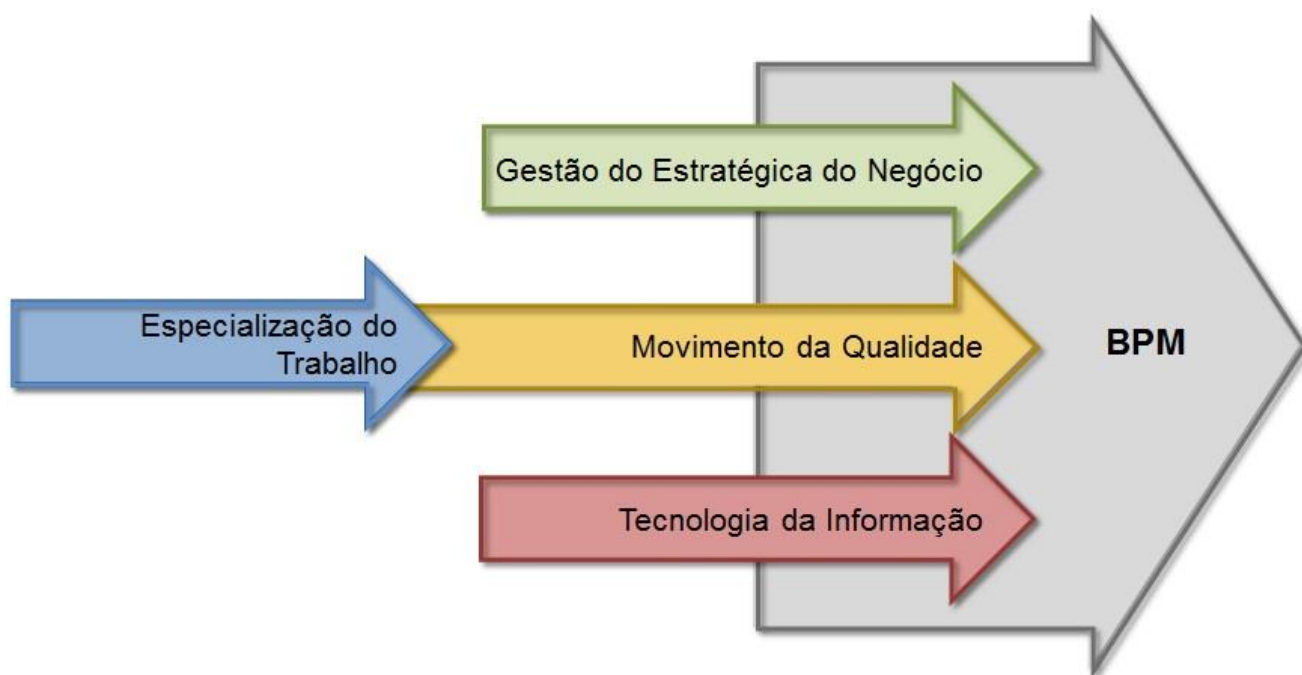 Gestão do Estratégica do Negócio
Especialização do
Trabalho
Movimento da Qualidade
BPM
Tecnologia da Informação